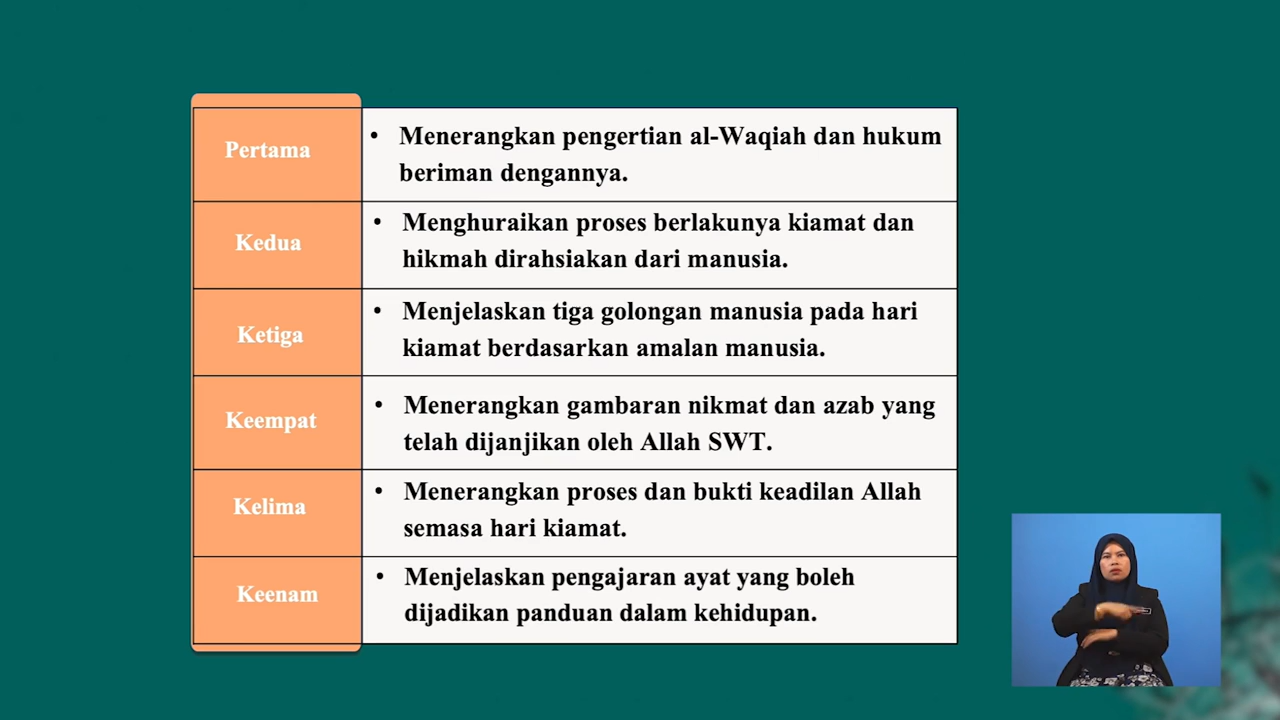 Pertama
Menerangkan pengertian al-Waqiah dan hukum
beriman dengannya.
Kedua
Menghuraikan proses berlakunya kiamat dan
hikmah dirahsiakan dari manusia.
Ketiga
Menjelaskan tiga golongan manusia pada hari
kiamat berdasarkan amalan manusia.
Keempat
Menerangkan gambaran nikmat dan azab yang
telah dijanjikan oleh Allah SWT.
Kelima
Menerangkan proses dan bukti keadilan Allah
semasa hari kiamat.
Keenam
Menjelaskan pengajaran ayat yang boleh
dijadikan panduan dalam kehidupan.